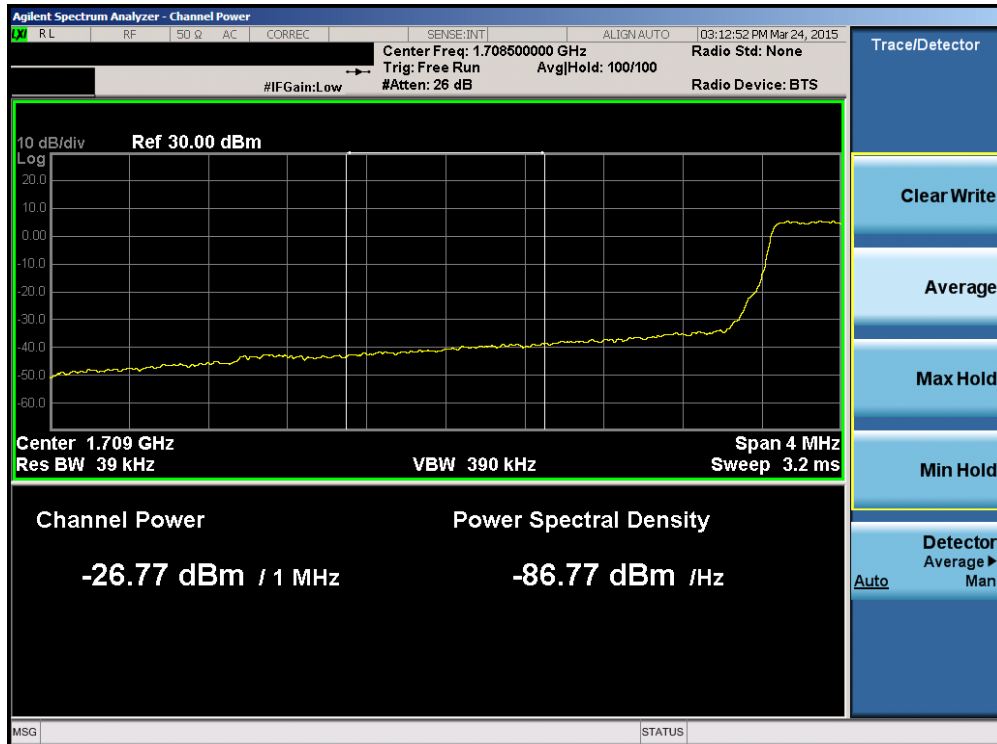 Agilent Spectrum Analyzer - Channel Power
LXI RL RF 50 Ω AC CORREC SENSE:INT ALIGN AUTO 03:12:52 PM Mar 24, 2015
Center Freq: 1.708500000 GHz Radio Std: None
Trig: Free Run Avg|Hold: 100/100
#IFGain:Low #Atten: 26 dB Radio Device: BTS
Trace/Detector
10 dB/div Ref 30.00 dBm
Log
20.0
10.0
0.00
-10.0
-20.0
-30.0
-40.0
-50.0
-60.0
Center 1.709 GHz Span 4 MHz
Res BW 39 kHz VBW 390 kHz Sweep 3.2 ms
Channel Power Power Spectral Density
-26.77 dBm / 1 MHz -86.77 dBm /Hz
Clear Write
Average
Max Hold
Min Hold
Detector
Average▶
Auto Man
MSG STATUS